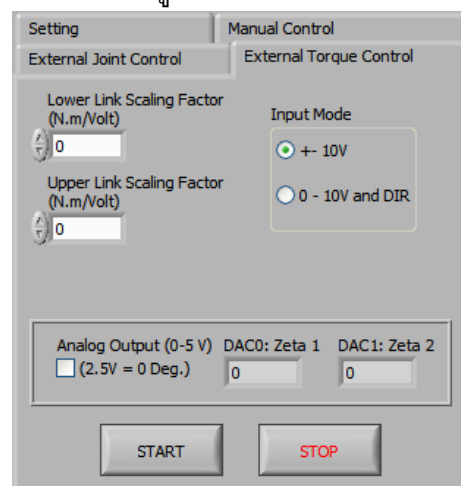 Setting
Manual Control
External Joint Control
External Torque Control
Lower Link Scaling Factor
(N.m/Volt)
0
Upper Link Scaling Factor
(N.m/Volt)
0
Input Mode
+- 10V
0 - 10V and DIR
Analog Output (0-5 V)
(2.5V = 0 Deg.)
DAC0: Zeta 1
0
DAC1: Zeta 2
0
START
STOP